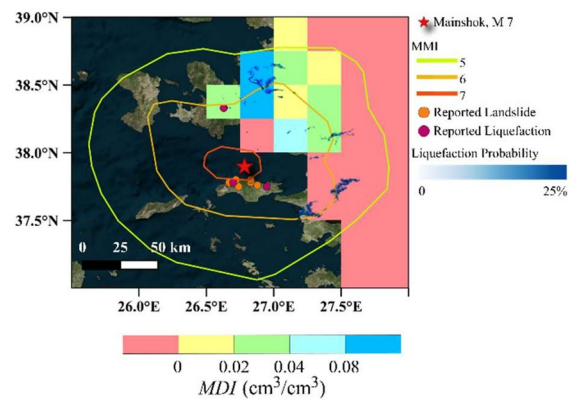 39.0°N
38.5°N
38.0°N
37.5°N
0 25 50 km
26.0°E 26.5°E 27.0°E 27.5°E
0 0.02 0.04 0.08
MDI (cm³/cm³)
Mainshok, M 7
MMI
5
6
7
Reported Landslide
Reported Liquefaction
Liquefaction Probability
0 25%